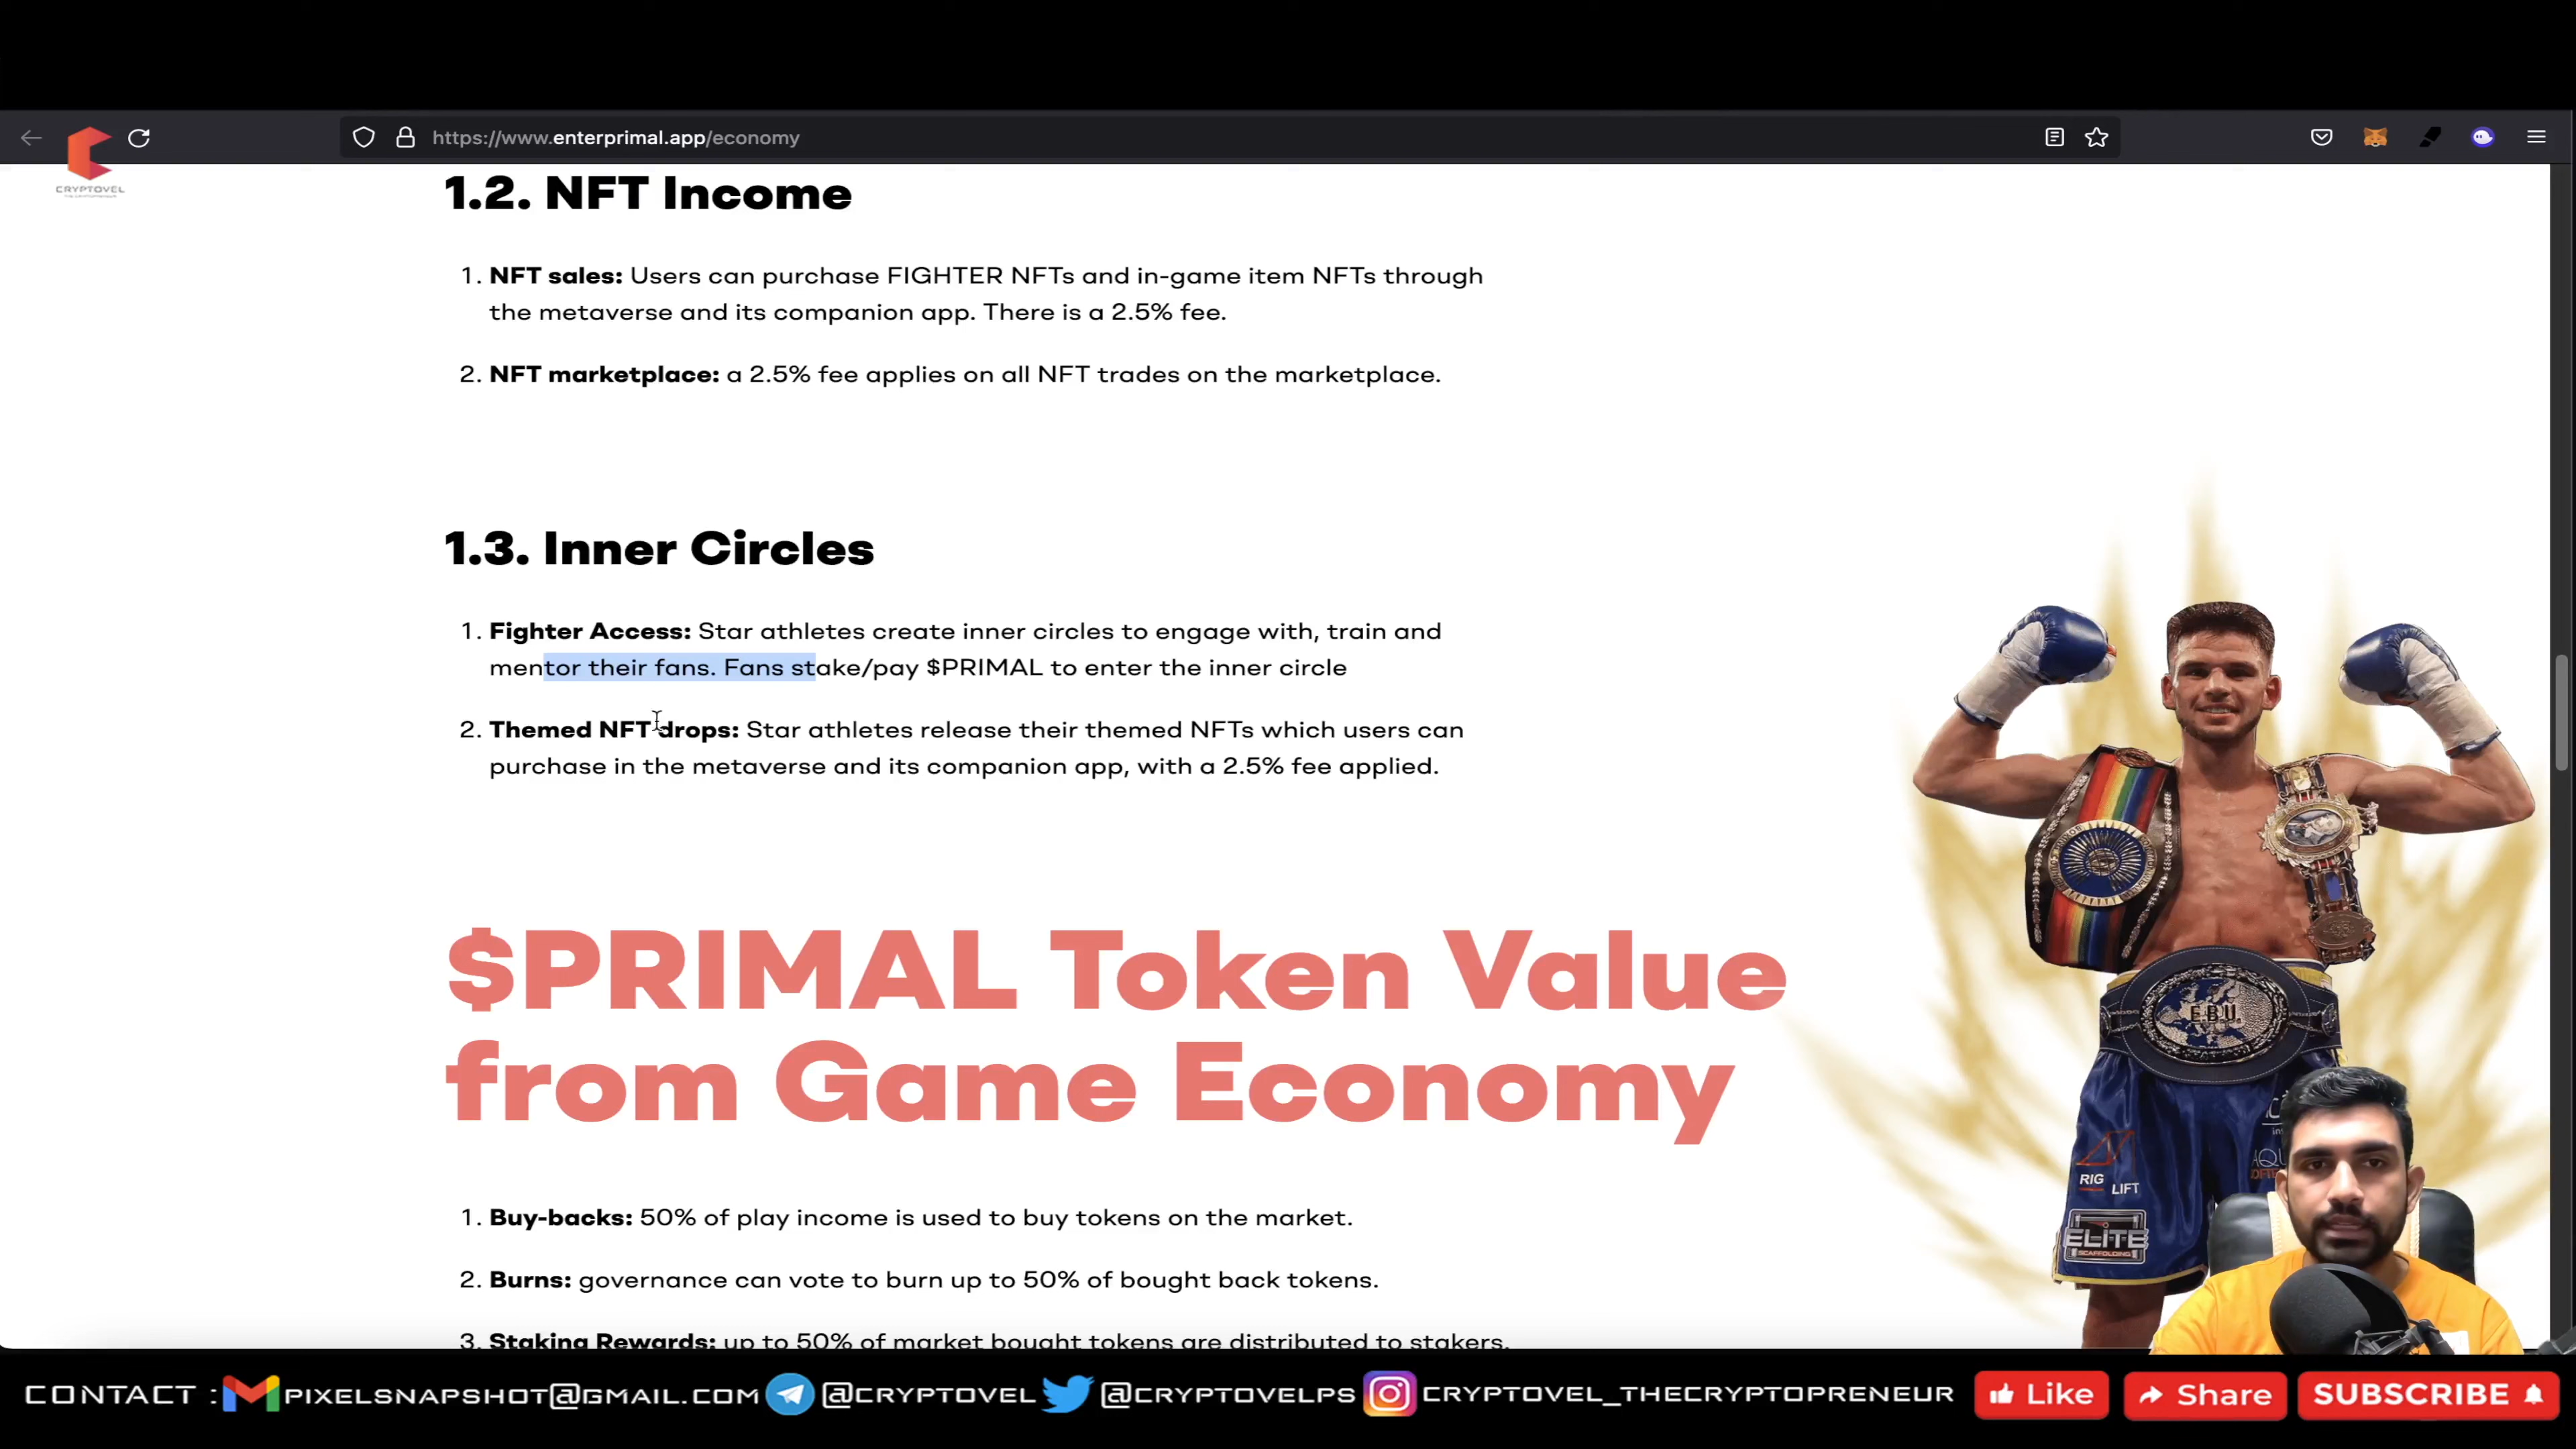 https://www.enterprimal.app/economy
CRYPTOVEL
1.2. NFT Income
1. NFT sales: Users can purchase FIGHTER NFTs and in-game item NFTs through
the metaverse and its companion app. There is a 2.5% fee.
2. NFT marketplace: a 2.5% fee applies on all NFT trades on the marketplace.
1.3. Inner Circles
1. Fighter Access: Star athletes create inner circles to engage with, train and
mentor their fans. Fans stake/pay $PRIMAL to enter the inner circle
2. Themed NFT drops: Star athletes release their themed NFTs which users can
purchase in the metaverse and its companion app, with a 2.5% fee applied.
$PRIMAL Token Value
from Game Economy
E.B.U.
RIG
LIFT
ELITE
SCAFFOLDING
1. Buy-backs: 50% of play income is used to buy tokens on the market.
2. Burns: governance can vote to burn up to 50% of bought back tokens.
3. Staking Rewards: up to 50% of market bought tokens are distributed to stakers.
CONTACT : PIXELSNAPSHOT@GMAIL.COM @CRYPTOVEL @CRYPTOVELPS CRYPTOVEL_THECRYPTOPRENEUR Like Share SUBSCRIBE